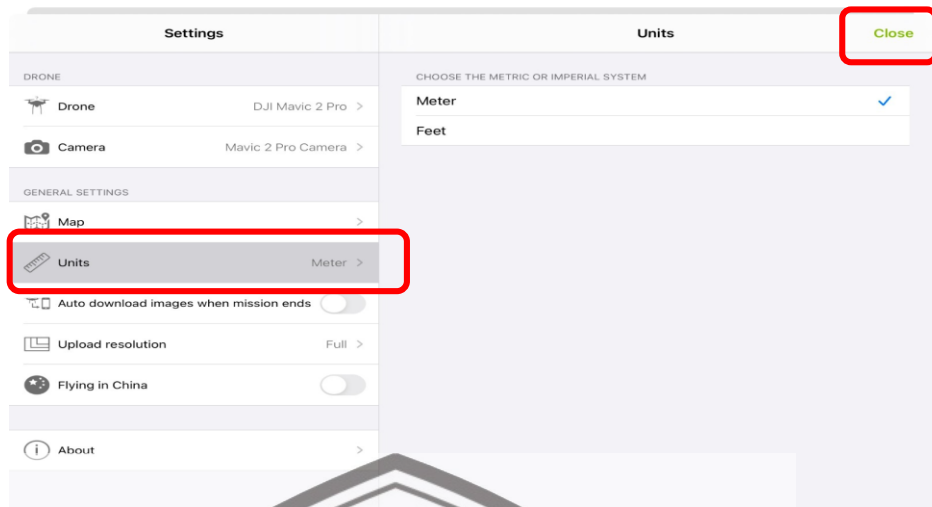 Settings
DRONE
Drone DJI Mavic 2 Pro >
Camera Mavic 2 Pro Camera >
GENERAL SETTINGS
Map >
Units Meter >
Auto download images when mission ends
Upload resolution Full >
Flying in China
About >
Units Close
CHOOSE THE METRIC OR IMPERIAL SYSTEM
Meter
Feet